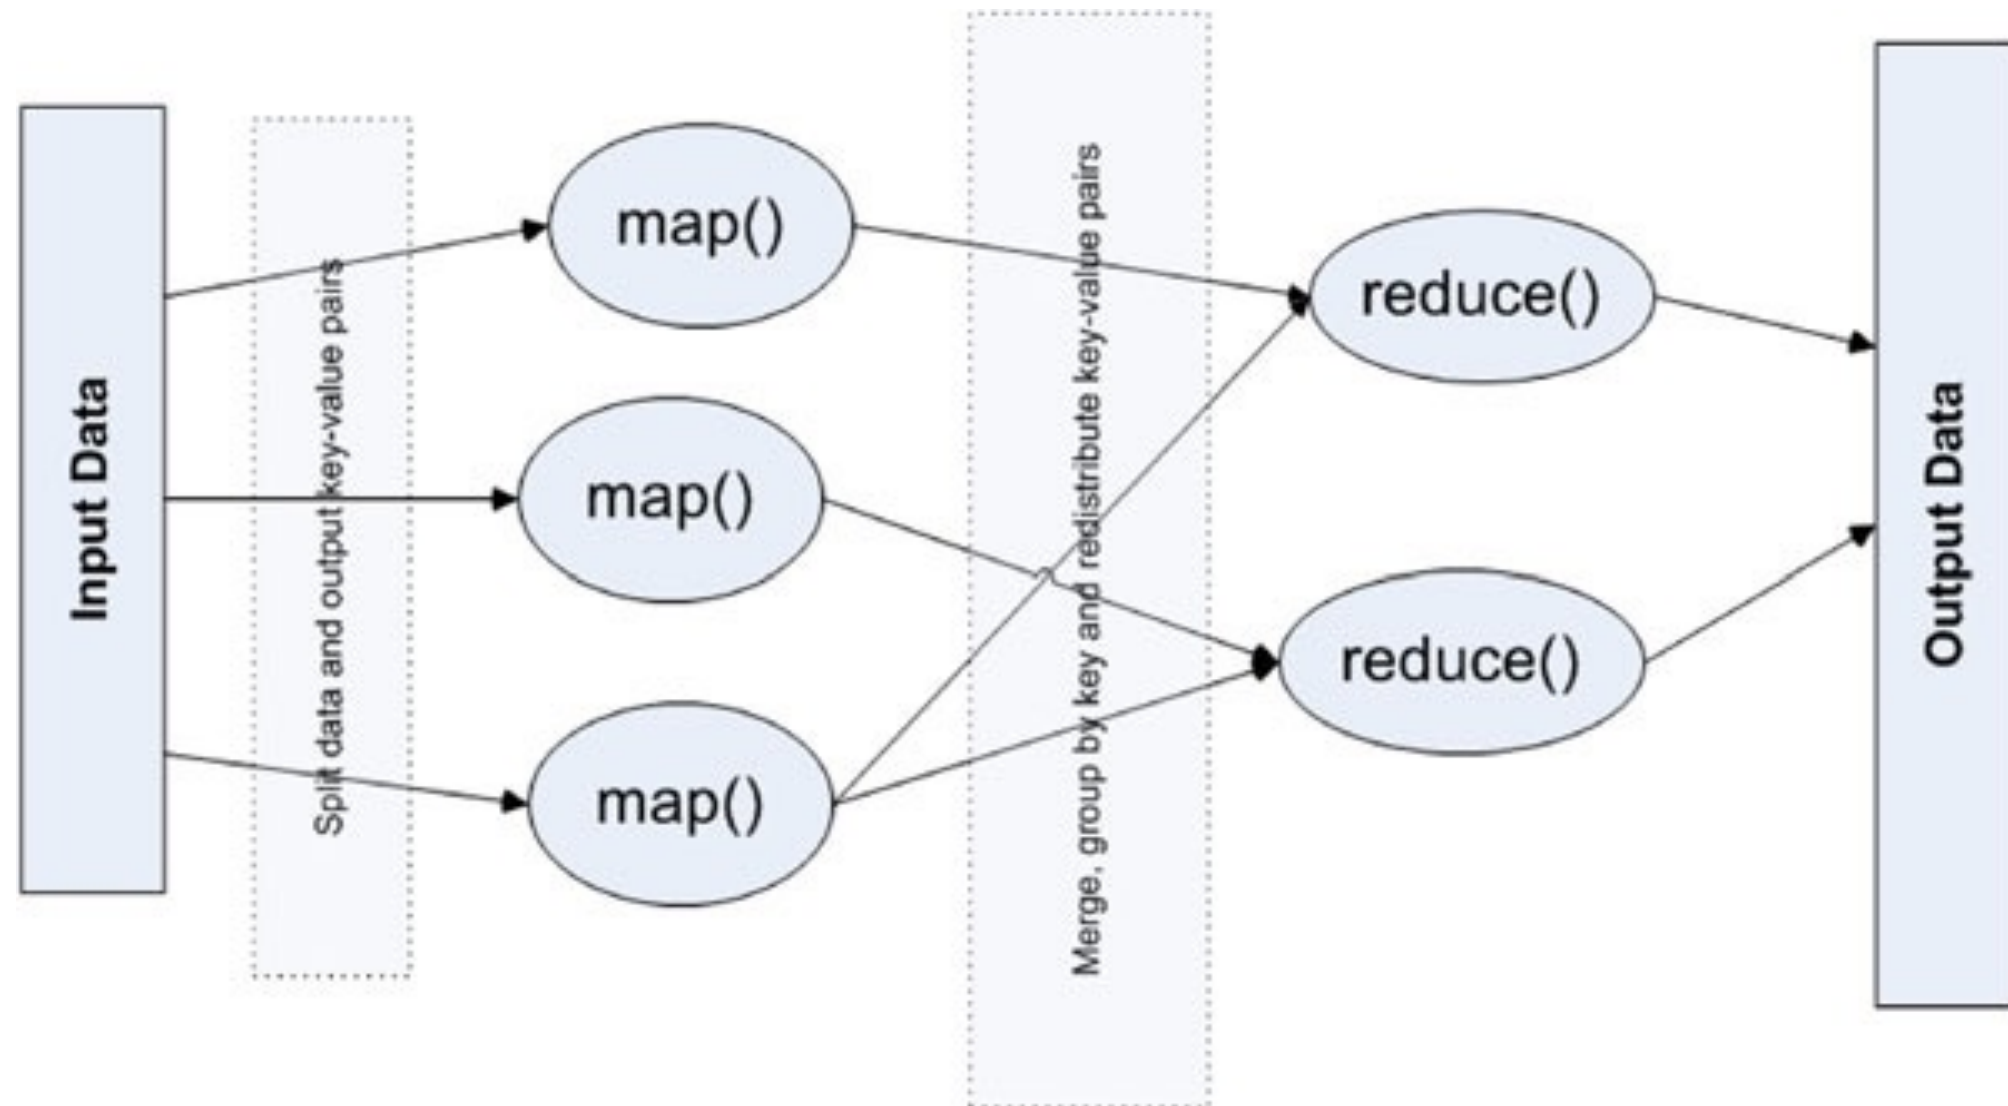 Input Data
Split data and output key-value pairs
map()
map()
map()
Merge, group by key and redistribute key-value pairs
reduce()
reduce()
Output Data